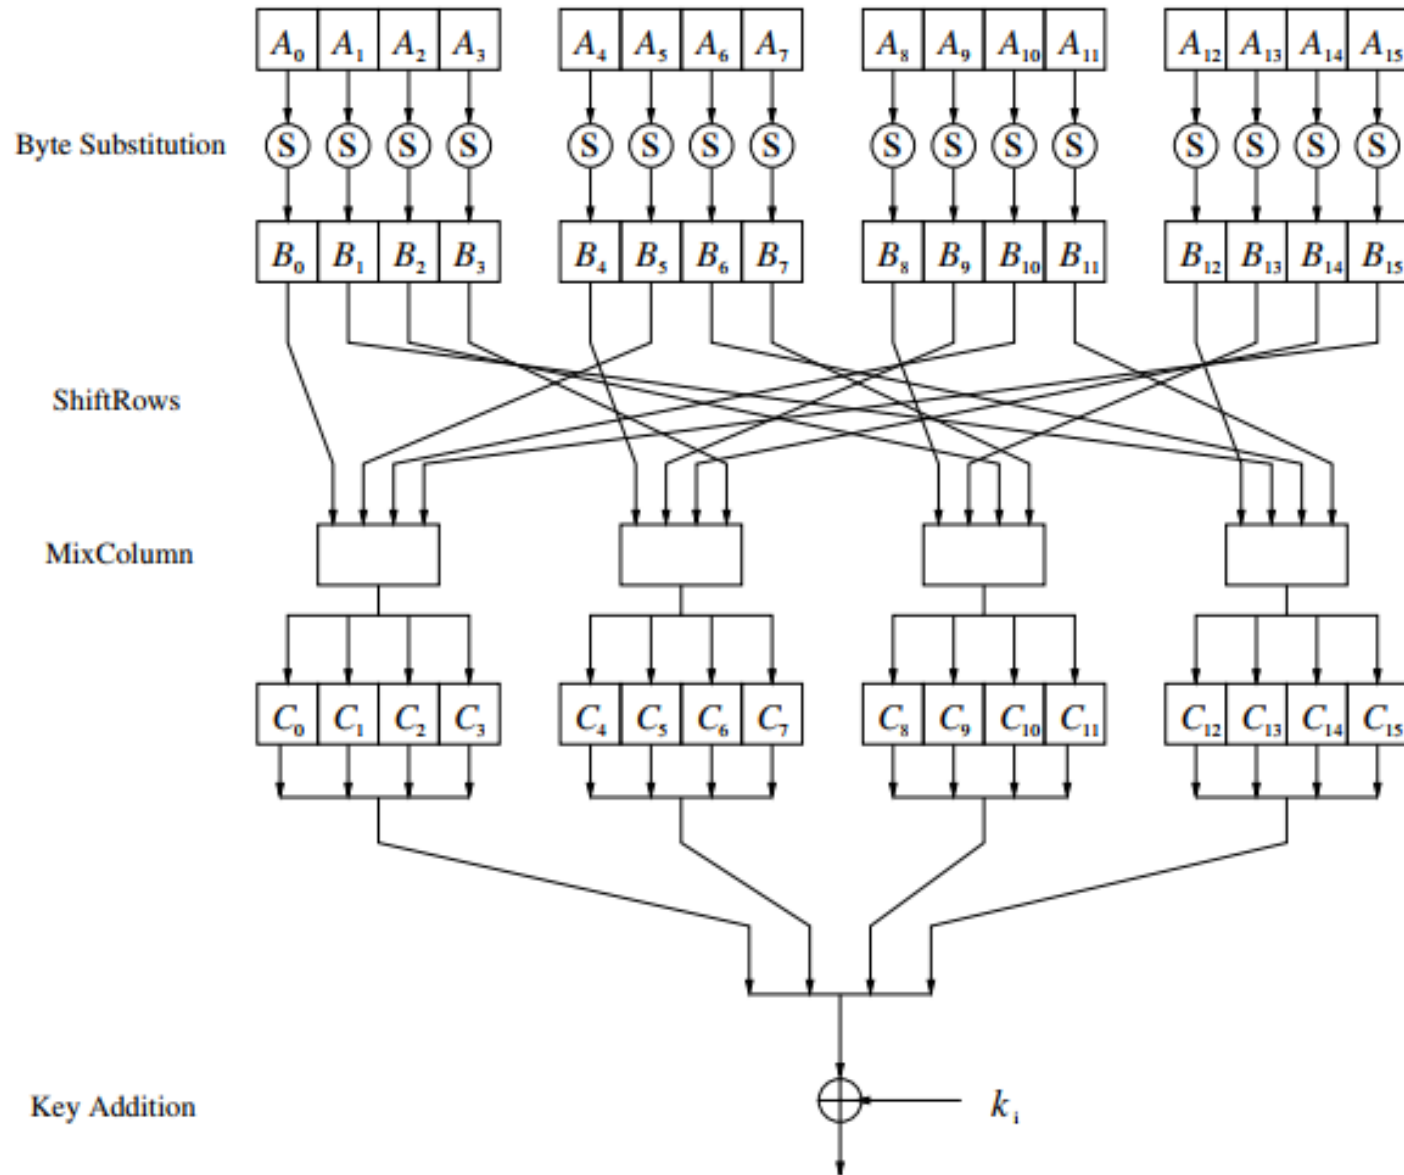 A₀ A₁ A₂ A₃ A₄ A₅ A₆ A₇ A₈ A₉ A₁₀ A₁₁ A₁₂ A₁₃ A₁₄ A₁₅
Byte Substitution S S S S S S S S S S S S S S S S
B₀ B₁ B₂ B₃ B₄ B₅ B₆ B₇ B₈ B₉ B₁₀ B₁₁ B₁₂ B₁₃ B₁₄ B₁₅
ShiftRows
MixColumn
C₀ C₁ C₂ C₃ C₄ C₅ C₆ C₇ C₈ C₉ C₁₀ C₁₁ C₁₂ C₁₃ C₁₄ C₁₅
Key Addition kᵢ